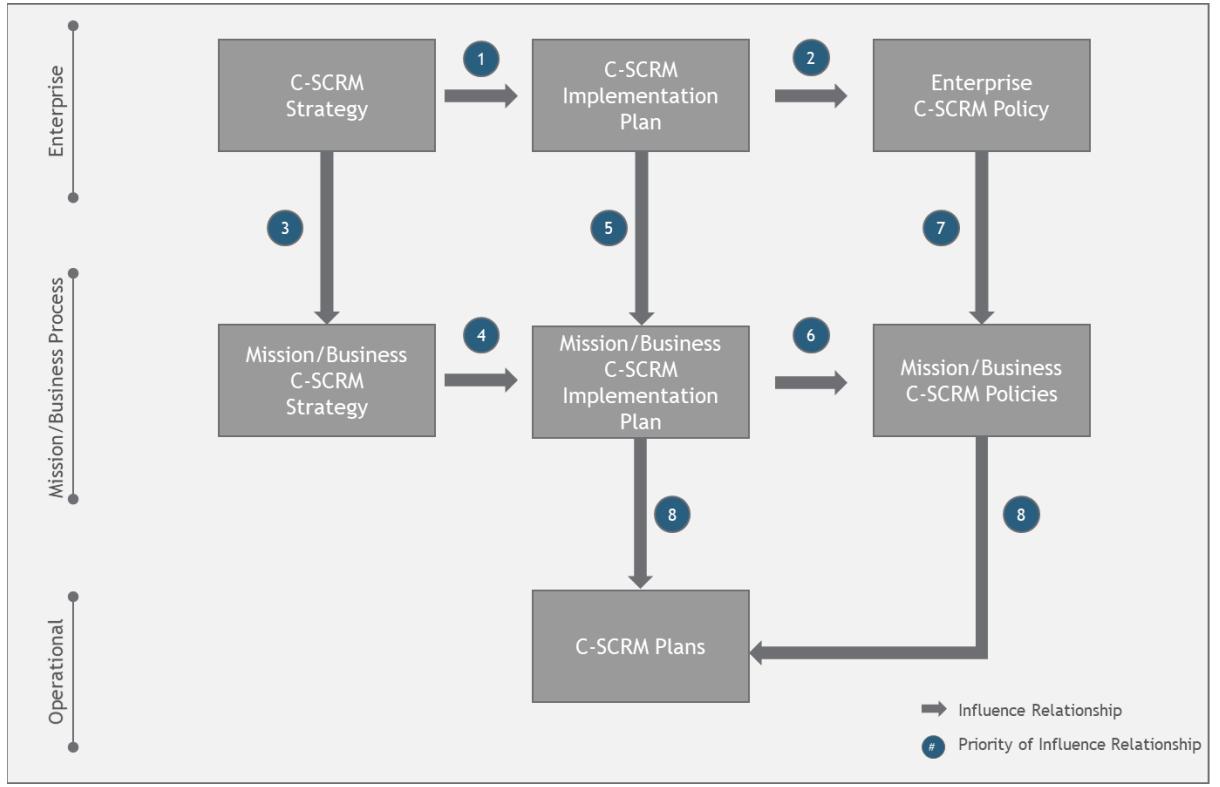 Enterprise
C-SCRM
Strategy
1
C-SCRM
Implementation
Plan
2
Enterprise
C-SCRM Policy
3
5
7
Mission/Business Process
Mission/Business
C-SCRM
Strategy
4
Mission/Business
C-SCRM
Implementation
Plan
6
Mission/Business
C-SCRM Policies
8
8
Operational
C-SCRM Plans
Influence Relationship
# Priority of Influence Relationship